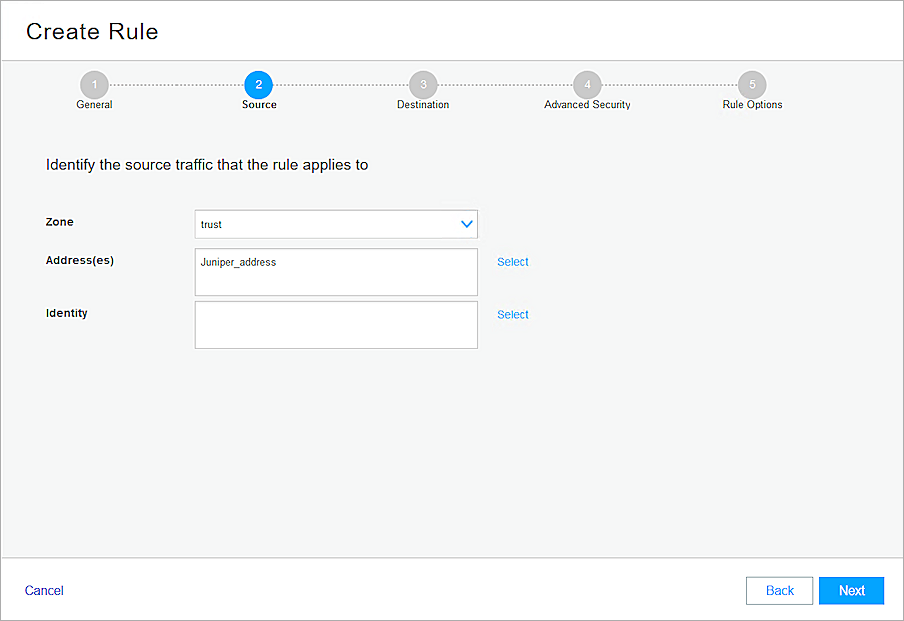 Create Rule
1 2 3 4 5
General Source Destination Advanced Security Rule Options
Identify the source traffic that the rule applies to
Zone trust
Address(es) Juniper_address Select
Identity Select
Cancel Back Next